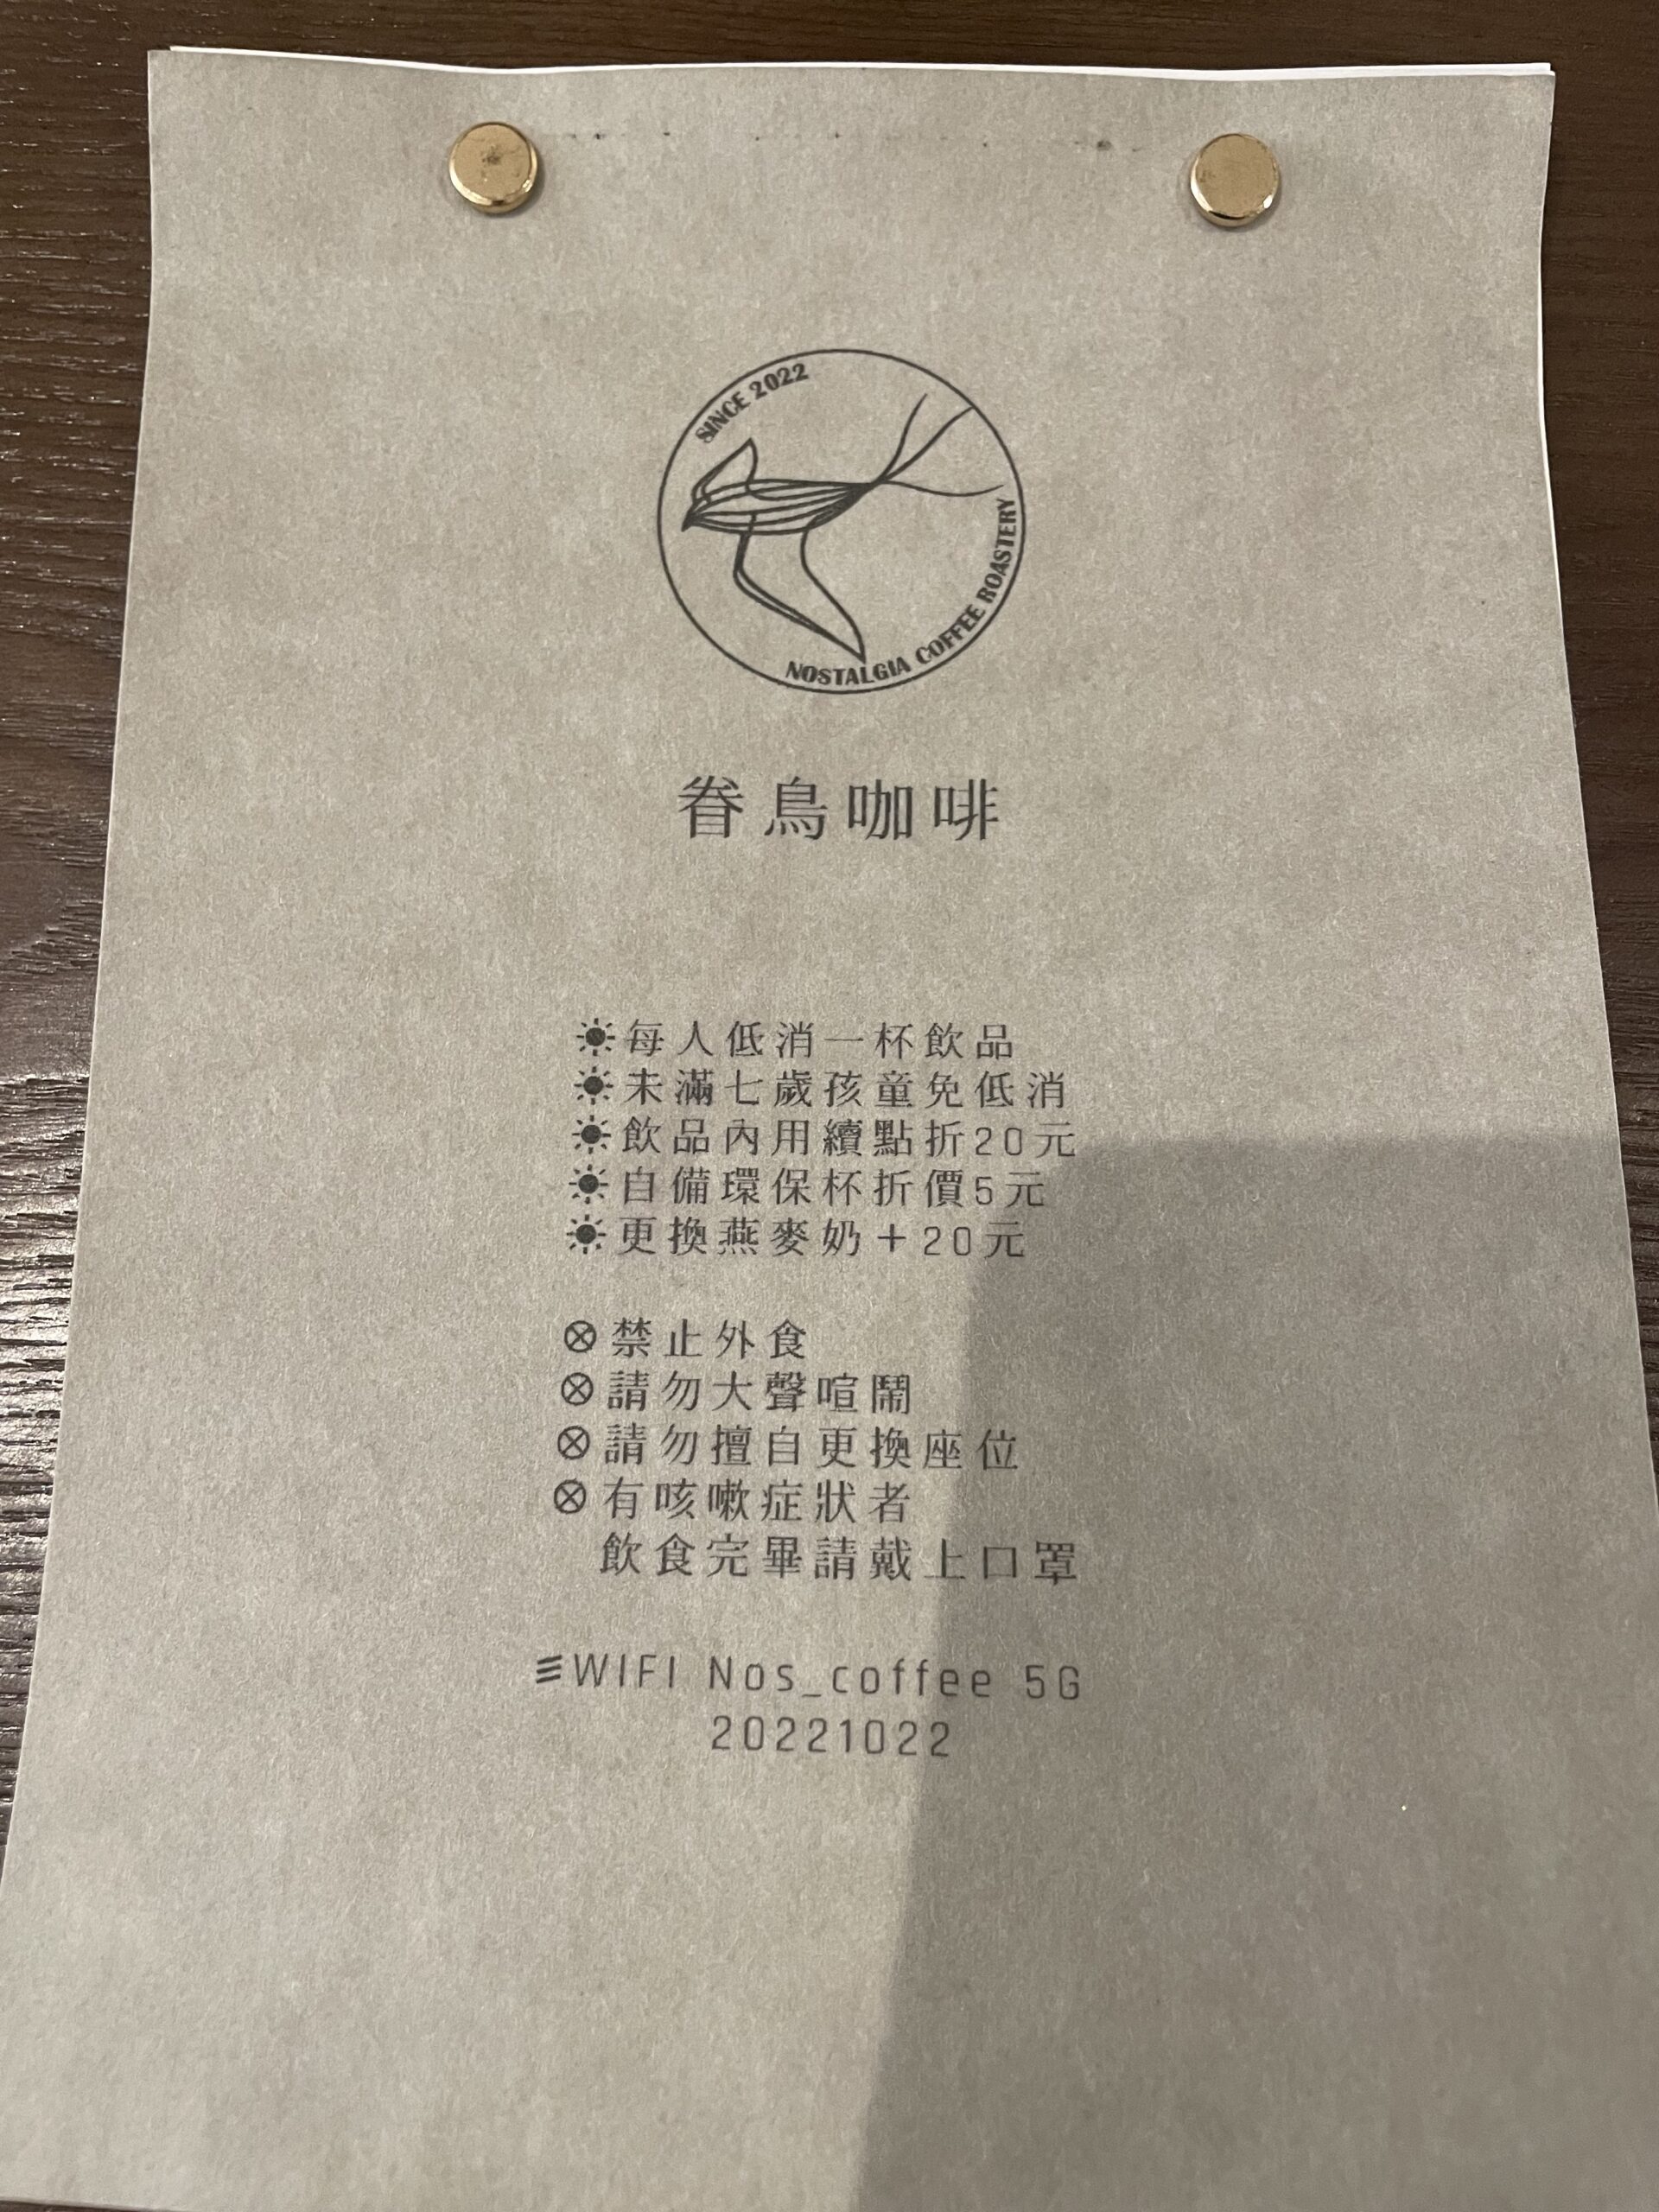 SINCE 2022
NOSTALGIA COFFEE ROASTERY
眷鳥咖啡
☀每人低消一杯飲品
☀未滿七歲孩童免低消
☀飲品內用續點折20元
☀自備環保杯折價5元
☀更換燕麥奶＋20元
⊗禁止外食
⊗請勿大聲喧鬧
⊗請勿擅自更換座位
⊗有咳嗽症狀者
飲食完畢請戴上口罩
WIFI Nos_coffee 5G
20221022